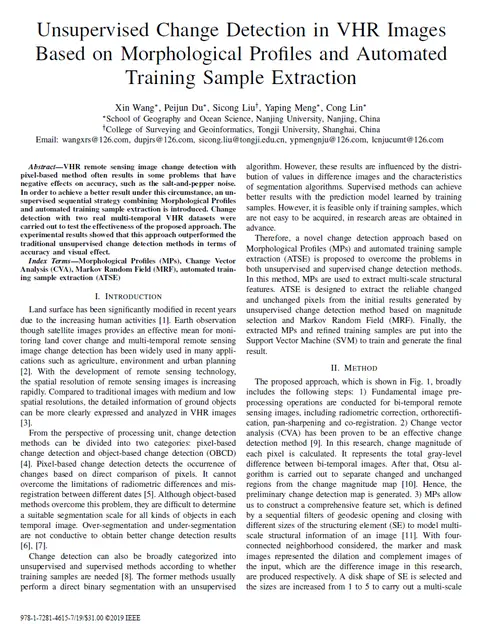 Unsupervised Change Detection in VHR Images
Based on Morphological Profiles and Automated
Training Sample Extraction
Xin Wang*, Peijun Du*, Sicong Liu†, Yaping Meng*, Cong Lin*
*School of Geography and Ocean Science, Nanjing University, Nanjing, China
†College of Surveying and Geoinformatics, Tongji University, Shanghai, China
Email: wangxrs@126.com, dupjrs@126.com, sicong.liu@tongji.edu.cn, ypmengnju@126.com, lcnjucumt@126.com
Abstract—VHR remote sensing image change detection with
pixel-based method often results in some problems that have
negative effects on accuracy, such as the salt-and-pepper noise.
In order to achieve a better result under this circumstance, an un-
supervised sequential strategy combining Morphological Profiles
and automated training sample extraction is introduced. Change
detection with two real multi-temporal VHR datasets were
carried out to test the effectiveness of the proposed approach. The
experimental results showed that this approach outperformed the
traditional unsupervised change detection methods in terms of
accuracy and visual effect.
Index Terms—Morphological Profiles (MPs), Change Vector
Analysis (CVA), Markov Random Field (MRF), automated train-
ing sample extraction (ATSE)
I. INTRODUCTION
Land surface has been significantly modified in recent years
due to the increasing human activities [1]. Earth observation
though satellite images provides an effective mean for moni-
toring land cover change and multi-temporal remote sensing
image change detection has been widely used in many appli-
cations such as agriculture, environment and urban planning
[2]. With the development of remote sensing technology,
the spatial resolution of remote sensing images is increasing
rapidly. Compared to traditional images with medium and low
spatial resolutions, the detailed information of ground objects
can be more clearly expressed and analyzed in VHR images
[3].
From the perspective of processing unit, change detection
methods can be divided into two categories: pixel-based
change detection and object-based change detection (OBCD)
[4]. Pixel-based change detection detects the occurrence of
changes based on direct comparison of pixels. It cannot
overcome the limitations of radiometric differences and mis-
registration between different dates [5]. Although object-based
methods overcome this problem, they are difficult to determine
a suitable segmentation scale for all kinds of objects in each
temporal image. Over-segmentation and under-segmentation
are not conductive to obtain better change detection results
[6], [7].
Change detection can also be broadly categorized into
unsupervised and supervised methods according to whether
training samples are needed [8]. The former methods usually
perform a direct binary segmentation with an unsupervised
algorithm. However, these results are influenced by the distri-
bution of values in difference images and the characteristics
of segmentation algorithms. Supervised methods can achieve
better results with the prediction model learned by training
samples. However, it is feasible only if training samples, which
are not easy to be acquired, in research areas are obtained in
advance.
Therefore, a novel change detection approach based on
Morphological Profiles (MPs) and automated training sample
extraction (ATSE) is proposed to overcome the problems in
both unsupervised and supervised change detection methods.
In this method, MPs are used to extract multi-scale structural
features. ATSE is designed to extract the reliable changed
and unchanged pixels from the initial results generated by
unsupervised change detection method based on magnitude
selection and Markov Random Field (MRF). Finally, the
extracted MPs and refined training samples are put into the
Support Vector Machine (SVM) to train and generate the final
result.
II. METHOD
The proposed approach, which is shown in Fig. 1, broadly
includes the following steps: 1) Fundamental image pre-
processing operations are conducted for bi-temporal remote
sensing images, including radiometric correction, orthorectifi-
cation, pan-sharpening and co-registration. 2) Change vector
analysis (CVA) has been proven to be an effective change
detection method [9]. In this research, change magnitude of
each pixel is calculated. It represents the total gray-level
difference between bi-temporal images. After that, Otsu al-
gorithm is carried out to separate changed and unchanged
regions from the change magnitude map [10]. Hence, the
preliminary change detection map is generated. 3) MPs allow
us to construct a comprehensive feature set, which is defined
by a sequential filters of geodesic opening and closing with
different sizes of the structuring element (SE) to model multi-
scale structural information of an image [11]. With four-
connected neighborhood considered, the marker and mask
images represented the dilation and complement images of
the input, which are the difference image in this research,
are produced respectively. A disk shape of SE is selected and
the sizes are increased from 1 to 5 to carry out a multi-scale
978-1-7281-4615-7/19/$31.00 ©2019 IEEE